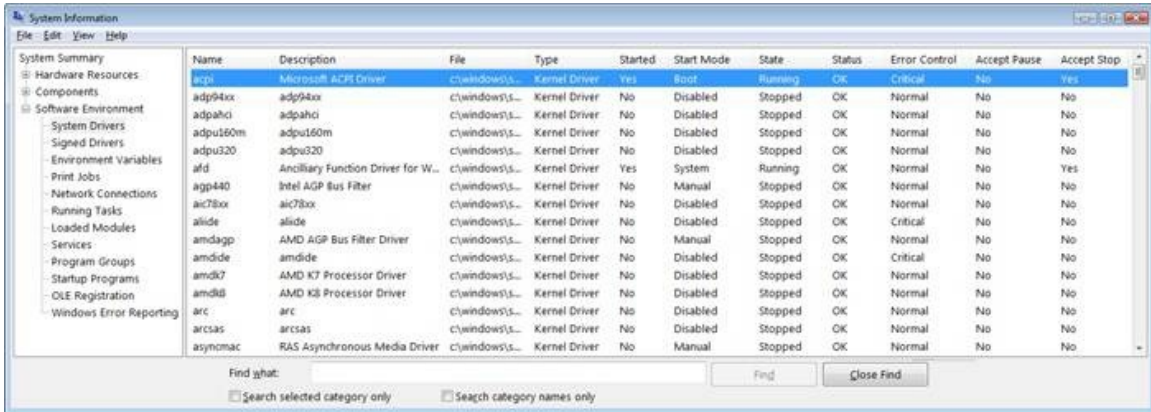 System Information
File Edit View Help
System Summary
Hardware Resources
Components
Software Environment
System Drivers
Signed Drivers
Environment Variables
Print Jobs
Network Connections
Running Tasks
Loaded Modules
Services
Program Groups
Startup Programs
OLE Registration
Windows Error Reporting
Name Description File Type Started Start Mode State Status Error Control Accept Pause Accept Stop
acpi Microsoft ACPI Driver c:\windows\s... Kernel Driver Yes Boot Running OK Critical No Yes
adp94xx adp94xx c:\windows\s... Kernel Driver No Disabled Stopped OK Normal No No
adpahci adpahci c:\windows\s... Kernel Driver No Disabled Stopped OK Normal No No
adpu160m adpu160m c:\windows\s... Kernel Driver No Disabled Stopped OK Normal No No
adpu320 adpu320 c:\windows\s... Kernel Driver No Disabled Stopped OK Normal No No
afd Ancilliary Function Driver for W... c:\windows\s... Kernel Driver Yes System Running OK Normal No Yes
agp440 Intel AGP Bus Filter c:\windows\s... Kernel Driver No Manual Stopped OK Normal No No
aic78xx aic78xx c:\windows\s... Kernel Driver No Disabled Stopped OK Normal No No
aliide aliide c:\windows\s... Kernel Driver No Disabled Stopped OK Critical No No
amdagp AMD AGP Bus Filter Driver c:\windows\s... Kernel Driver No Manual Stopped OK Normal No No
amdide amdide c:\windows\s... Kernel Driver No Disabled Stopped OK Critical No No
amdk7 AMD K7 Processor Driver c:\windows\s... Kernel Driver No Disabled Stopped OK Normal No No
amdk8 AMD K8 Processor Driver c:\windows\s... Kernel Driver No Disabled Stopped OK Normal No No
arc arc c:\windows\s... Kernel Driver No Disabled Stopped OK Normal No No
arcsas arcsas c:\windows\s... Kernel Driver No Disabled Stopped OK Normal No No
asyncmac RAS Asynchronous Media Driver c:\windows\s... Kernel Driver No Manual Stopped OK Normal No No
Find what: Find Close Find
Search selected category only Search category names only